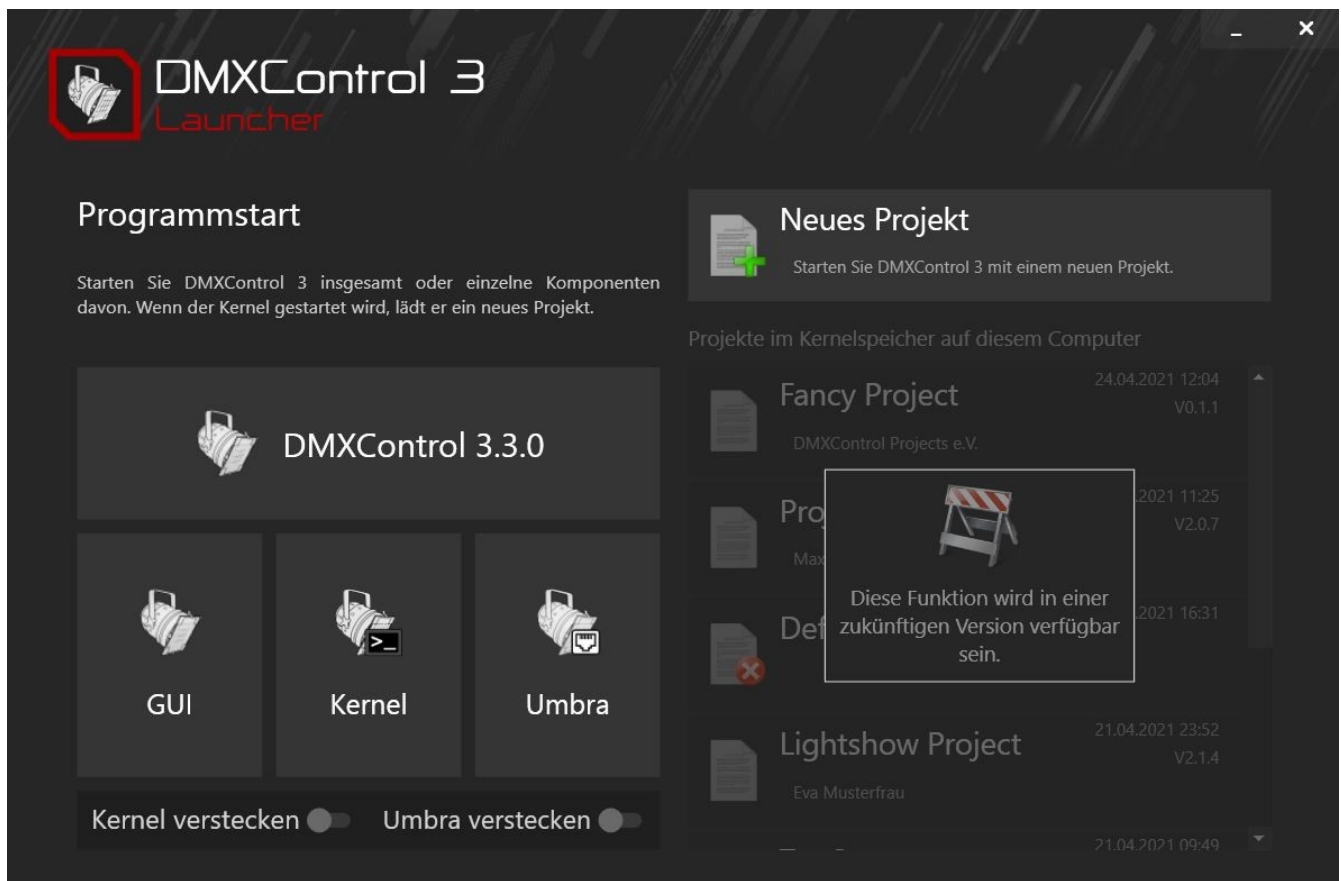 DMXControl 3
Launcher
Programmstart
Starten Sie DMXControl 3 insgesamt oder einzelne Komponenten
davon. Wenn der Kernel gestartet wird, lädt er ein neues Projekt.
DMXControl 3.3.0
GUI
Kernel
Umbra
Kernel verstecken
Umbra verstecken
Neues Projekt
Starten Sie DMXControl 3 mit einem neuen Projekt.
Projekte im Kernelspeicher auf diesem Computer
Fancy Project
24.04.2021 12:04
V0.1.1
DMXControl Projects e.V.
2021 11:25
V2.0.7
2021 16:31
Diese Funktion wird in einer
zukünftigen Version verfügbar
sein.
Lightshow Project
21.04.2021 23:52
V2.1.4
Eva Musterfrau
21.04.2021 09:49